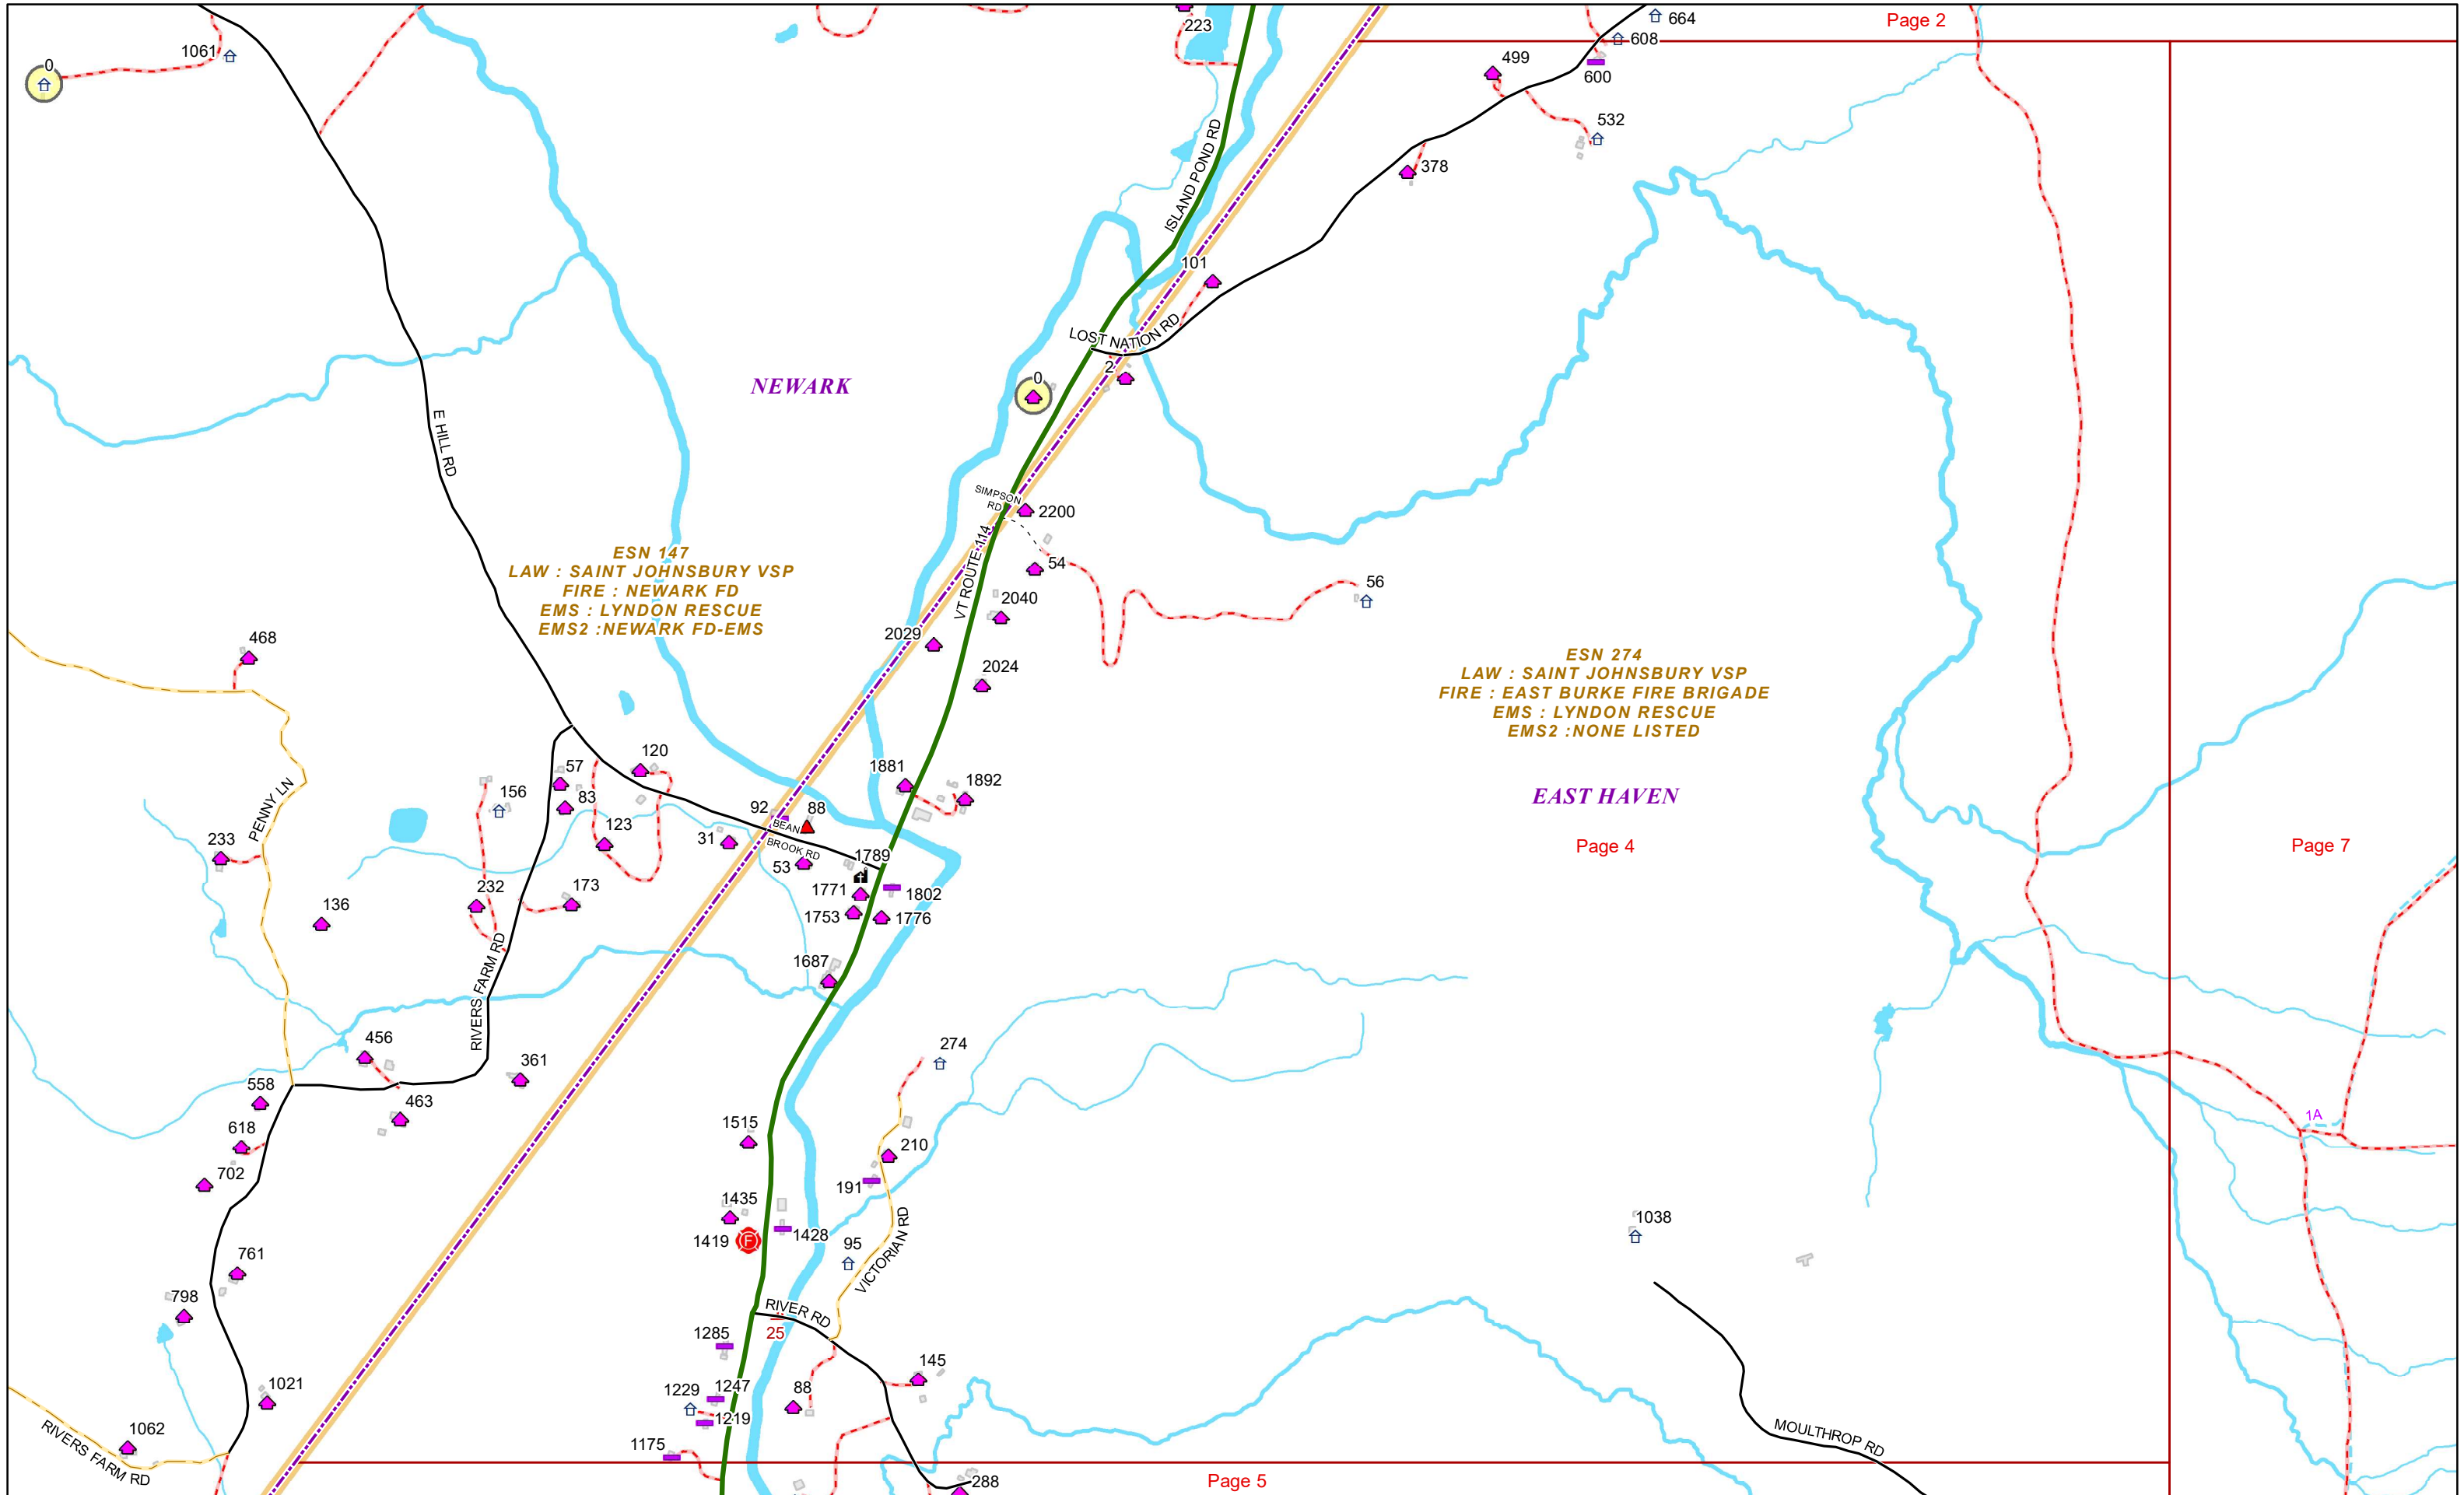 223
664
Page 2
1061
608
0
499
600
532
ISLAND POND RD
378
101
LOST NATION RD
2
0
NEWARK
E HILL RD
SIMPSON
RD
2200
VT ROUTE 114
54
56
ESN 147
LAW : SAINT JOHNSBURY VSP
FIRE : NEWARK FD
EMS : LYNDON RESCUE
EMS2 :NEWARK FD-EMS
2040
2029
2024
468
ESN 274
LAW : SAINT JOHNSBURY VSP
FIRE : EAST BURKE FIRE BRIGADE
EMS : LYNDON RESCUE
EMS2 :NONE LISTED
120
57
1881
1892
83
156
EAST HAVEN
PENNY LN
92
88
123
BEAN
BROOK RD
31
233
53
1789
Page 4
Page 7
232
173
1771
1802
136
1753
1776
RIVERS FARM RD
1687
456
274
361
558
463
1A
618
1515
210
702
191
1435
1428
1419
95
VICTORIAN RD
1038
761
798
RIVER RD
25
1285
145
1021
1229
1247
88
1219
1062
RIVERS FARM RD
1175
MOULTHROP RD
288
Page 5
F